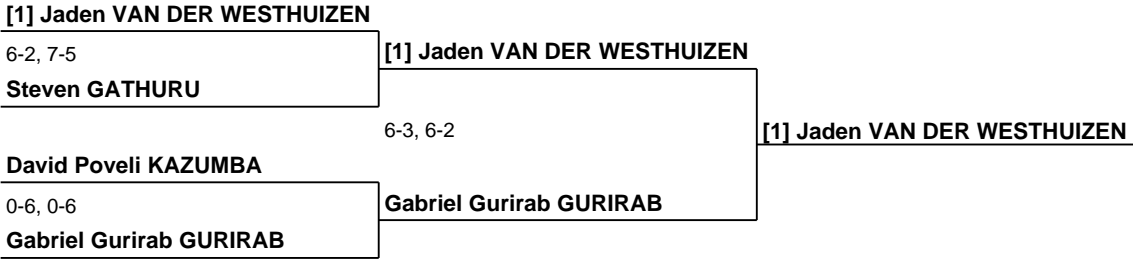 [1] Jaden VAN DER WESTHUIZEN
6-2, 7-5
[1] Jaden VAN DER WESTHUIZEN
Steven GATHURU
6-3, 6-2
[1] Jaden VAN DER WESTHUIZEN
David Poveli KAZUMBA
0-6, 0-6
Gabriel Gurirab GURIRAB
Gabriel Gurirab GURIRAB